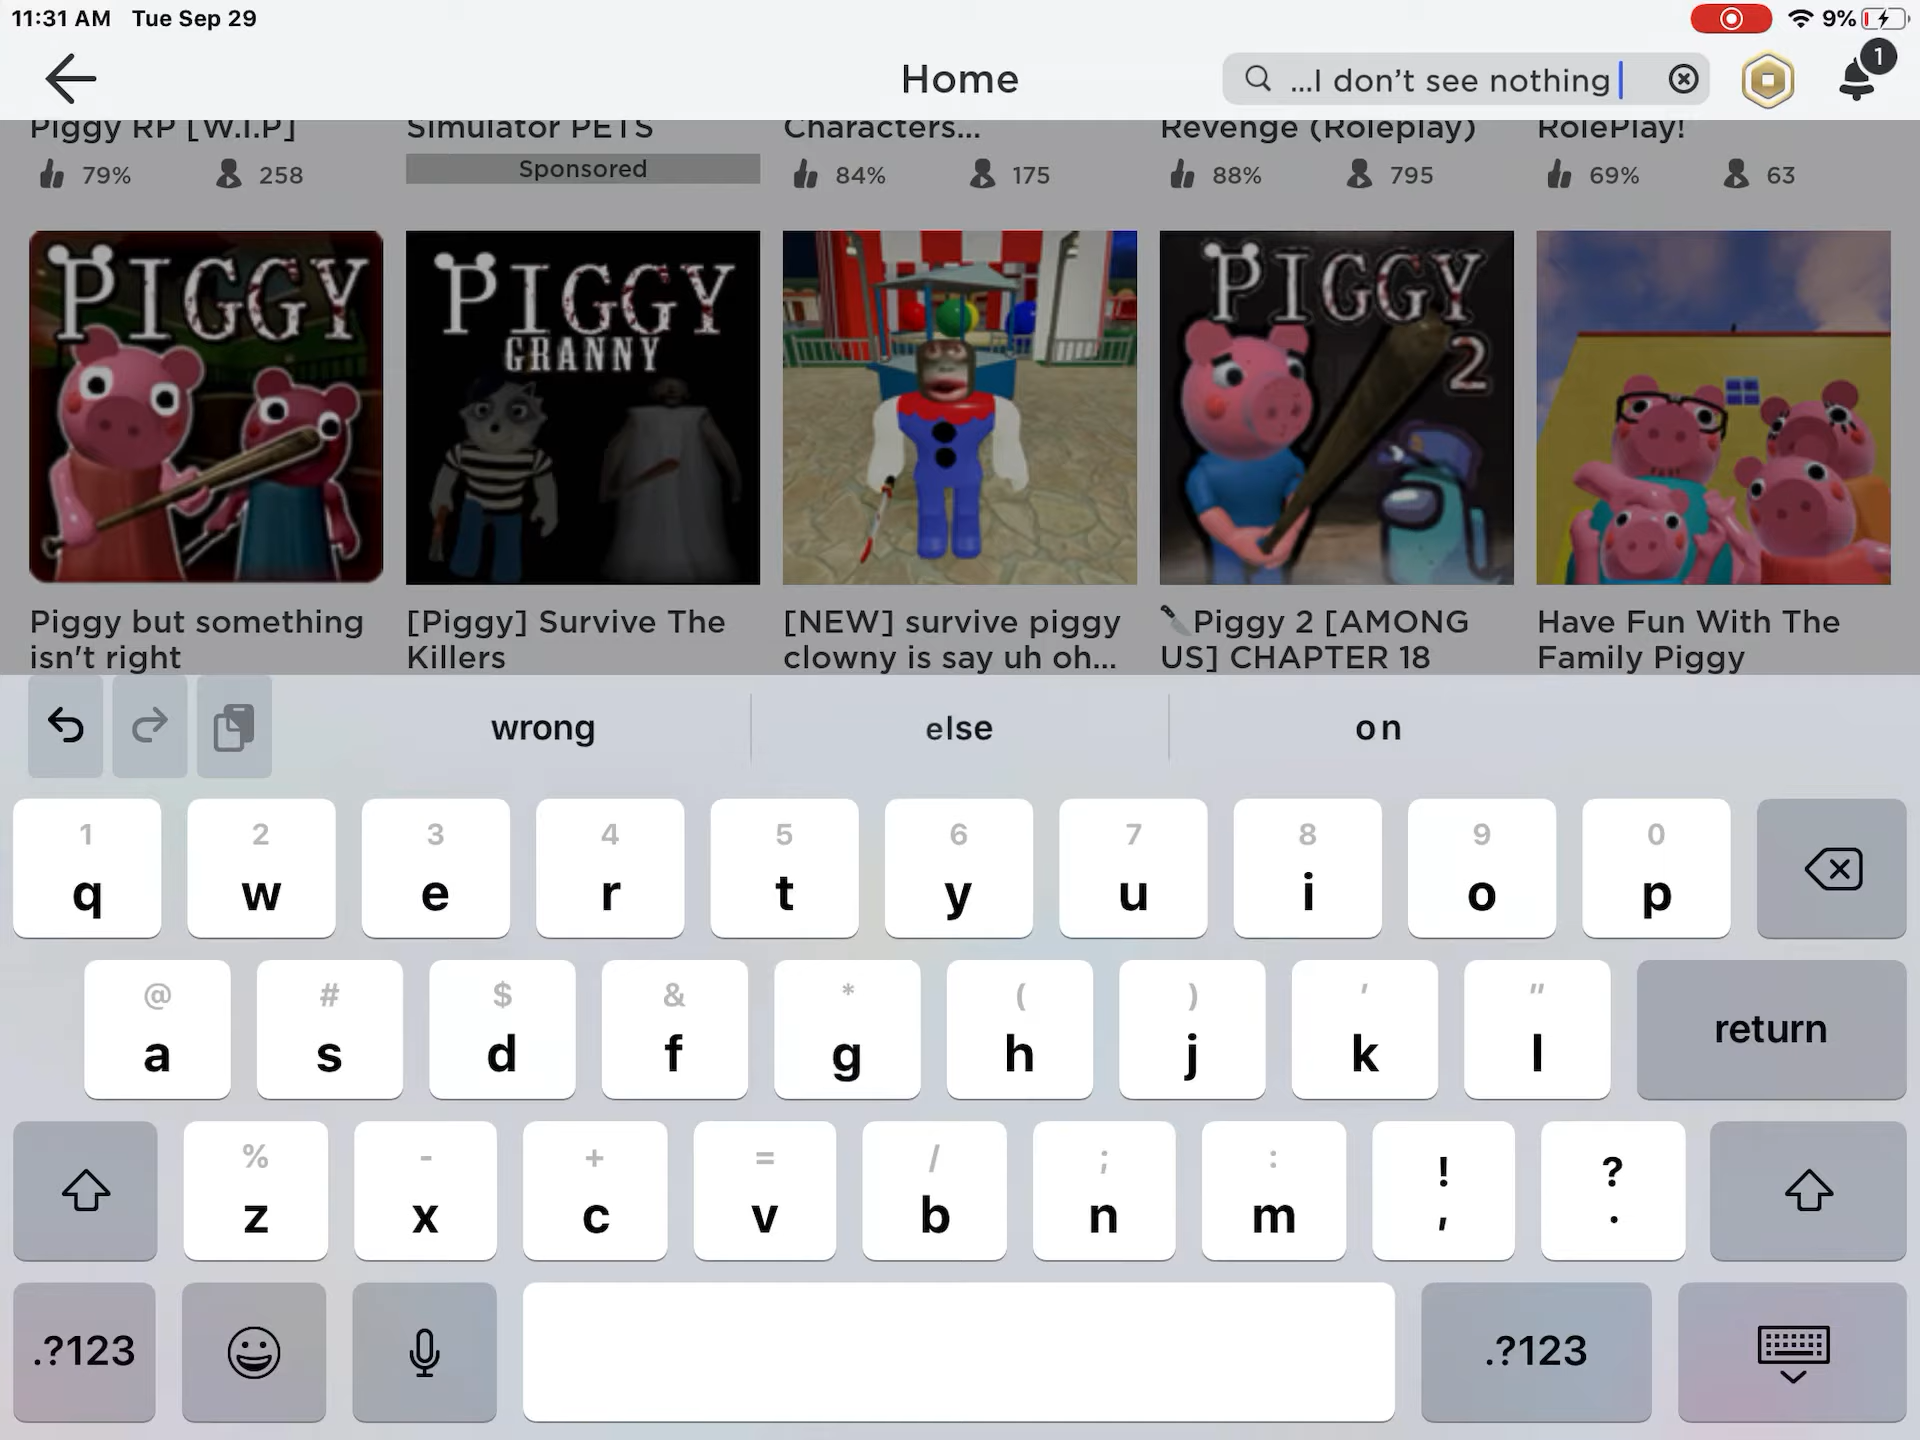 11:31 AM Tue Sep 29
9%
Home
...I don't see nothing
1
Piggy RP [W.I.P]
Simulator PETS
Characters...
Revenge (Roleplay)
RolePlay!
79% 258
Sponsored
84% 175
88% 795
69% 63
PIGGY
PIGGY
GRANNY
PIGGY
2
Piggy but something
isn't right
[Piggy] Survive The
Killers
[NEW] survive piggy
clowny is say uh oh...
🔪Piggy 2 [AMONG
US] CHAPTER 18
Have Fun With The
Family Piggy
wrong else on
1 2 3 4 5 6 7 8 9 0
q w e r t y u i o p
@ # $ & * ( ) ' "
a s d f g h j k l return
% - + = / ; : ! ?
z x c v b n m , .
.?123 .?123